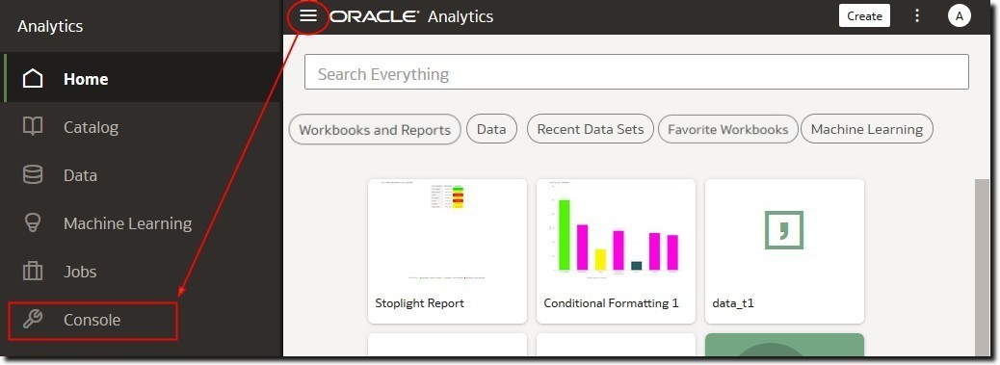 Analytics
Home
Catalog
Data
Machine Learning
Jobs
Console
ORACLE® Analytics
Create
A
Search Everything
Workbooks and Reports
Data
Recent Data Sets
Favorite Workbooks
Machine Learning
Stoplight Report
Conditional Formatting 1
data_t1